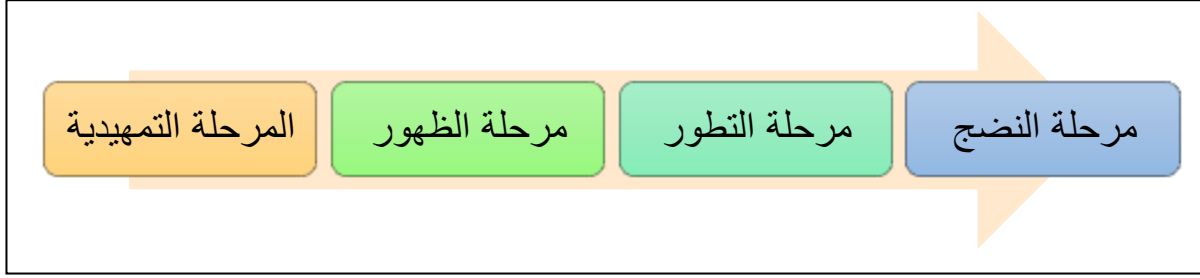 المرحلة التمهيدية
مرحلة الظهور
مرحلة التطور
مرحلة النضج